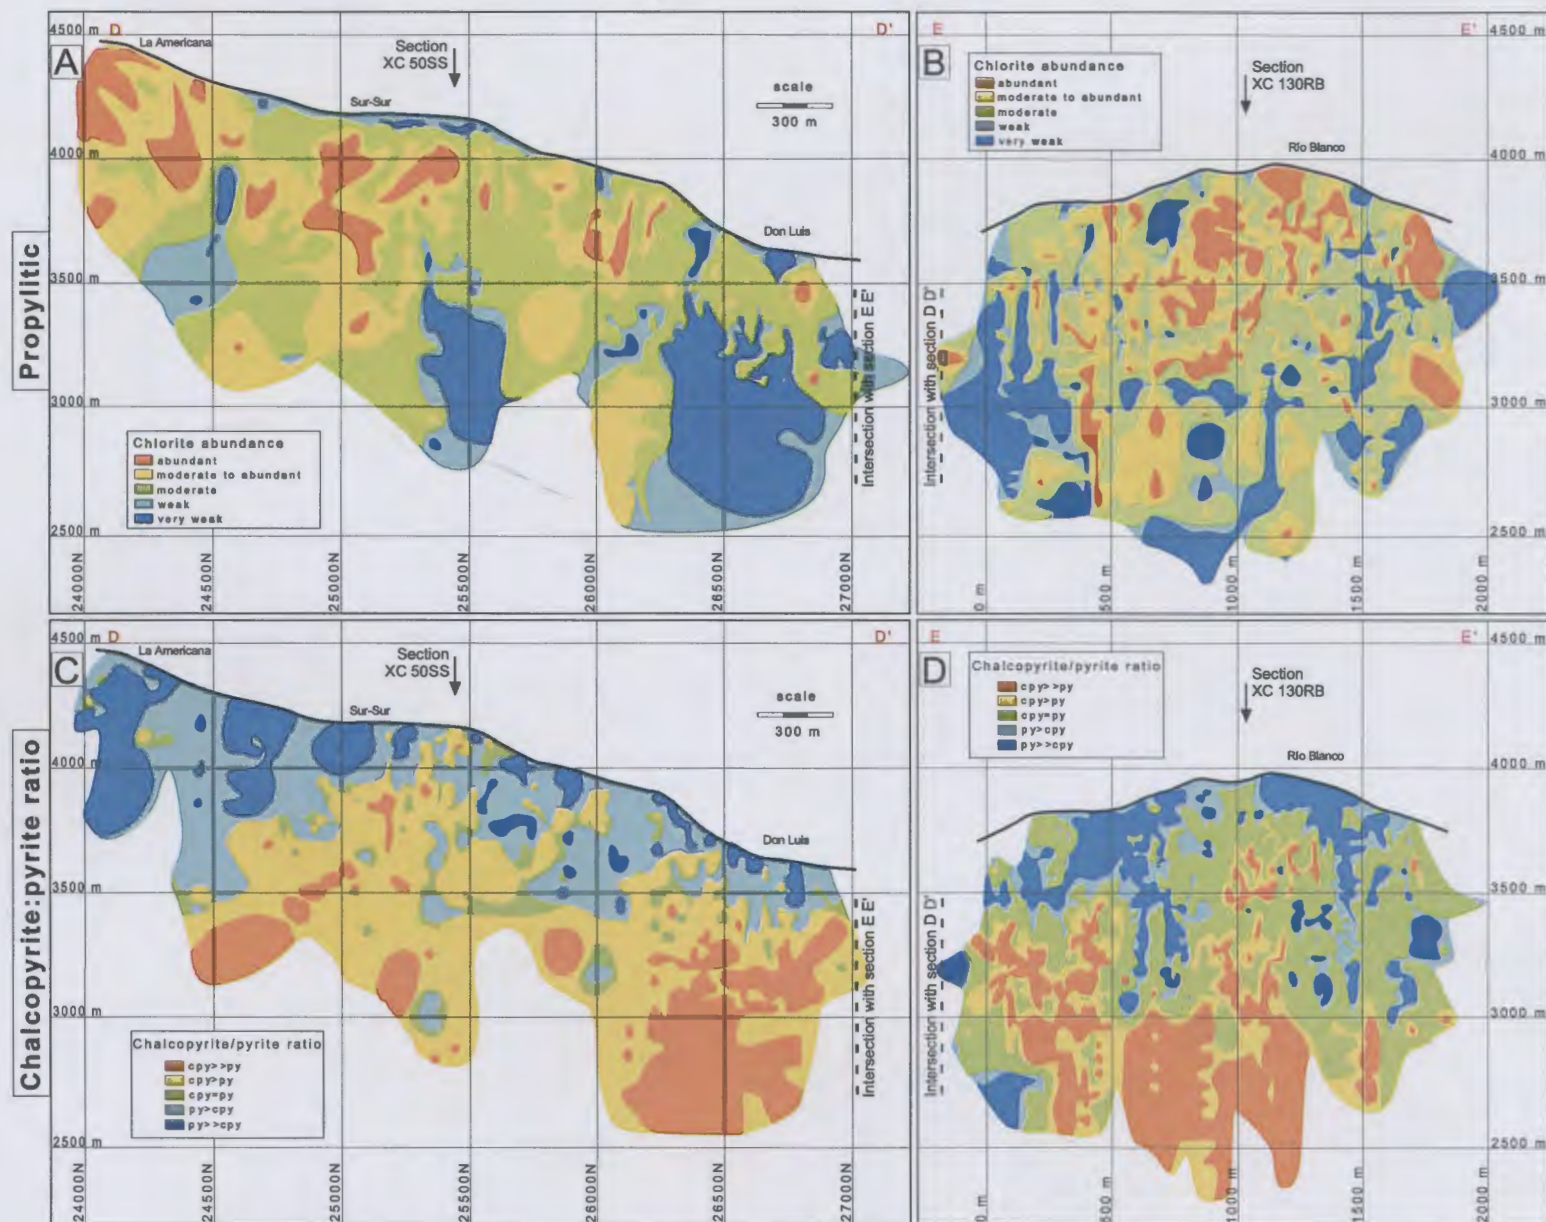 Propylitic
A
4500 m
D
La Americana
Section
XC 50SS
D'
Sur-Sur
scale
300 m
4000 m
Don Luis
3500 m
3000 m
2500 m
Intersection with section E E'
Chlorite abundance
abundant
moderate to abundant
moderate
weak
very weak
24000N
24500N
25000N
25500N
26000N
26500N
27000N
B
E
E'
4500 m
Chlorite abundance
abundant
moderate to abundant
moderate
weak
very weak
Section
XC 130RB
Río Blanco
4000 m
3500 m
3000 m
2500 m
Intersection with section D D'
0 m
500 m
1000 m
1500 m
2000 m
Chalcopyrite:pyrite ratio
C
4500 m
D
La Americana
Section
XC 50SS
D'
Sur-Sur
scale
300 m
4000 m
Don Luis
3500 m
3000 m
2500 m
Intersection with section E E'
Chalcopyrite/pyrite ratio
cpy>>py
cpy>py
cpy=py
py>cpy
py>>cpy
24000N
24500N
25000N
25500N
26000N
26500N
27000N
D
E
E'
4500 m
Chalcopyrite/pyrite ratio
cpy>>py
cpy>py
cpy=py
py>cpy
py>>cpy
Section
XC 130RB
Río Blanco
4000 m
3500 m
3000 m
2500 m
Intersection with section D D'
0 m
500 m
1000 m
1500 m
2000 m